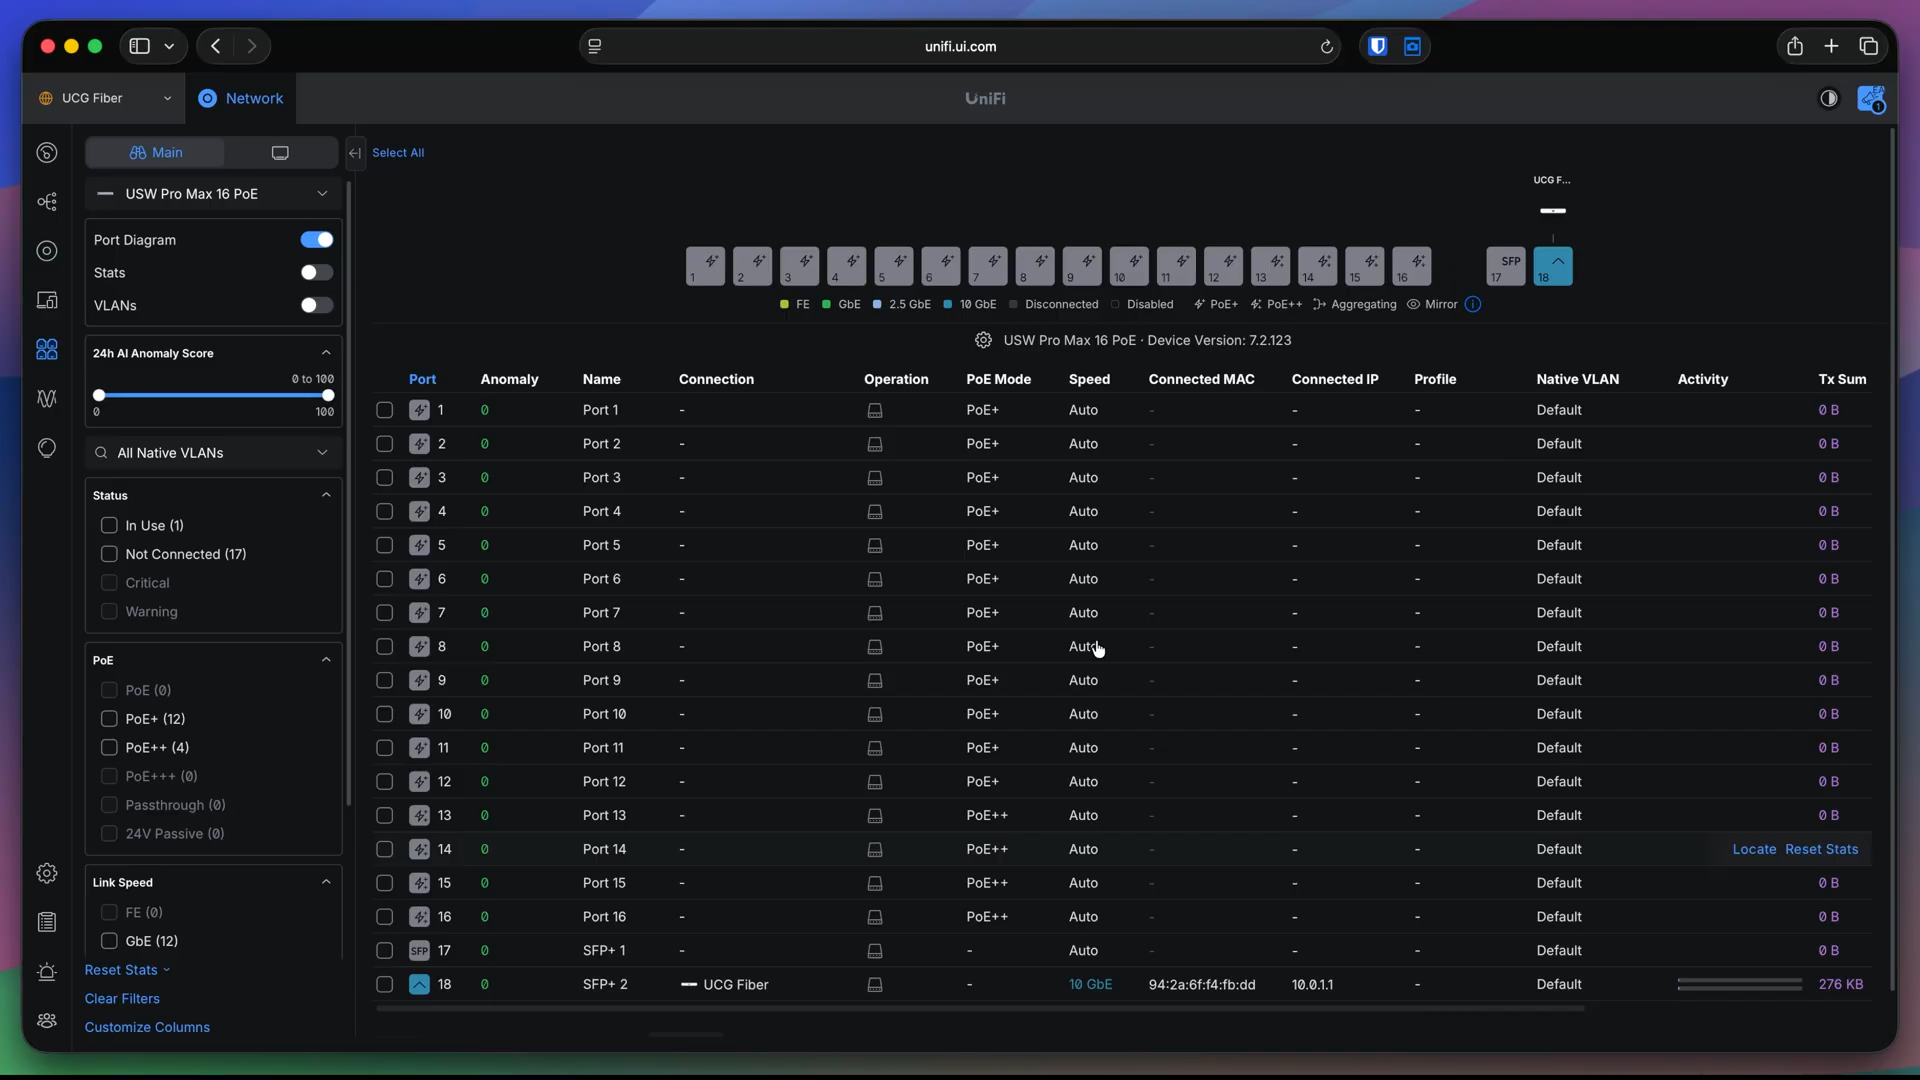 unifi.ui.com
UCG Fiber
Network
UniFi
1
Main
Select All
USW Pro Max 16 PoE
Port Diagram
Stats
VLANs
24h AI Anomaly Score
0 to 100
0 100
All Native VLANs
Status
In Use (1)
Not Connected (17)
Critical
Warning
PoE
PoE (0)
PoE+ (12)
PoE++ (4)
PoE+++ (0)
Passthrough (0)
24V Passive (0)
Link Speed
FE (0)
GbE (12)
Reset Stats
Clear Filters
Customize Columns
UCG F...
1 2 3 4 5 6 7 8 9 10 11 12 13 14 15 16 SFP 17 18
FE GbE 2.5 GbE 10 GbE Disconnected Disabled PoE+ PoE++ Aggregating Mirror
USW Pro Max 16 PoE · Device Version: 7.2.123
Port Anomaly Name Connection Operation PoE Mode Speed Connected MAC Connected IP Profile Native VLAN Activity Tx Sum
1 0 Port 1 - PoE+ Auto - - - Default 0 B
2 0 Port 2 - PoE+ Auto - - - Default 0 B
3 0 Port 3 - PoE+ Auto - - - Default 0 B
4 0 Port 4 - PoE+ Auto - - - Default 0 B
5 0 Port 5 - PoE+ Auto - - - Default 0 B
6 0 Port 6 - PoE+ Auto - - - Default 0 B
7 0 Port 7 - PoE+ Auto - - - Default 0 B
8 0 Port 8 - PoE+ Auto - - - Default 0 B
9 0 Port 9 - PoE+ Auto - - - Default 0 B
10 0 Port 10 - PoE+ Auto - - - Default 0 B
11 0 Port 11 - PoE+ Auto - - - Default 0 B
12 0 Port 12 - PoE+ Auto - - - Default 0 B
13 0 Port 13 - PoE++ Auto - - - Default 0 B
14 0 Port 14 - PoE++ Auto - - - Default Locate Reset Stats
15 0 Port 15 - PoE++ Auto - - - Default 0 B
16 0 Port 16 - PoE++ Auto - - - Default 0 B
SFP 17 0 SFP+ 1 - - Auto - - - Default 0 B
18 0 SFP+ 2 UCG Fiber - 10 GbE 94:2a:6f:f4:fb:dd 10.0.1.1 - Default 276 KB